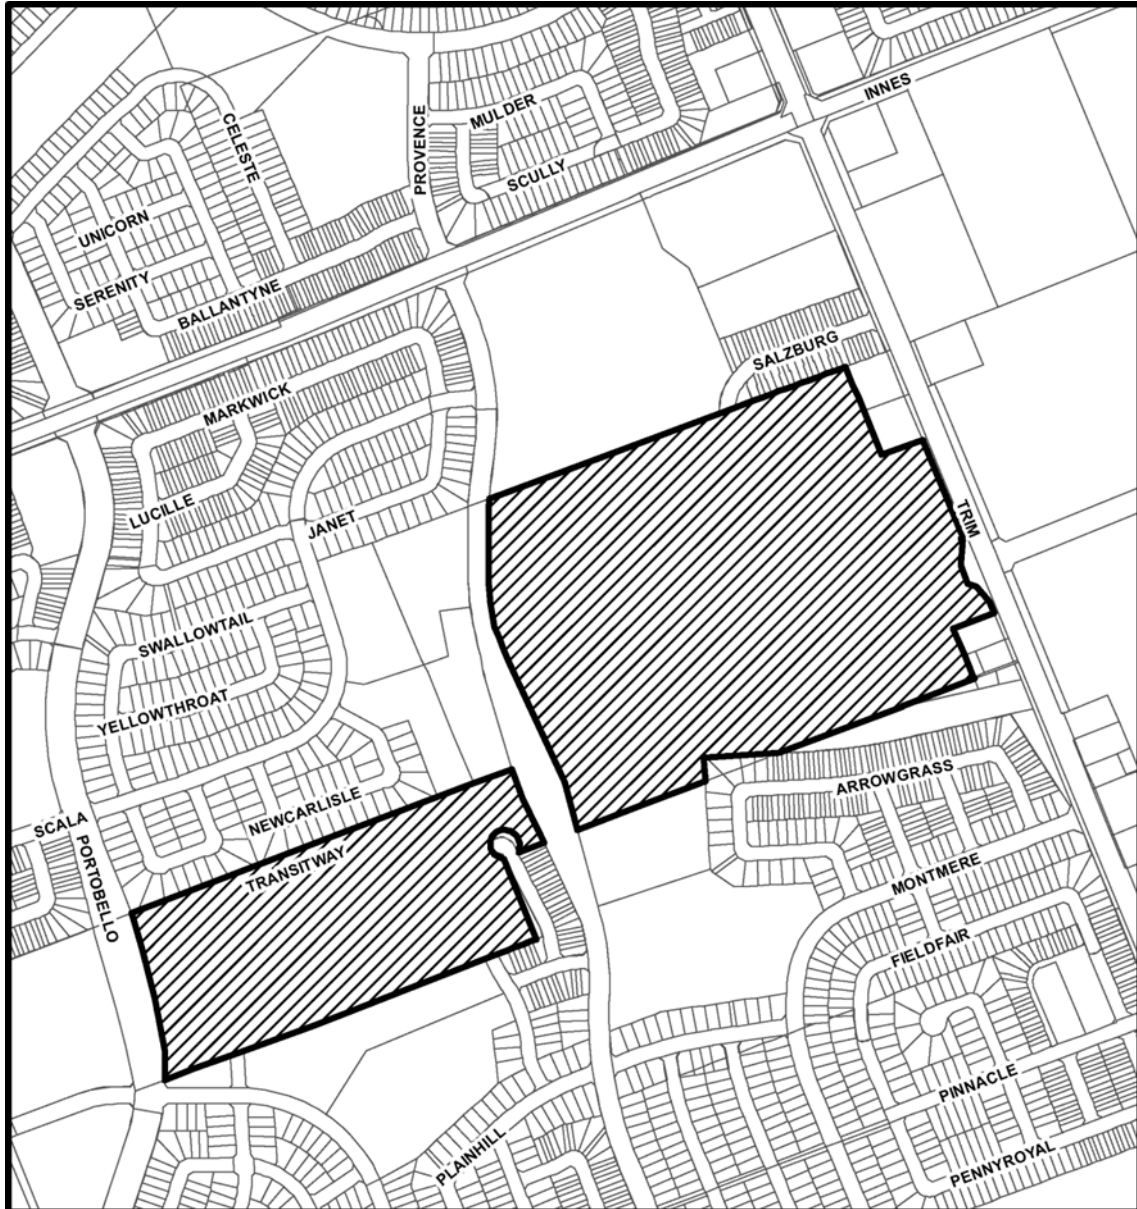 INNES
MULDER
PROVENCE
CELESTE
SCULLY
UNICORN
SERENITY
BALLANTYNE
SALZBURG
MARKWICK
LUCILLE
JANET
TRIM
SWALLOWTAIL
YELLOWTHROAT
ARROWGRASS
NEWCARLISLE
SCALA
TRANSITWAY
PORTOBELLO
MONTMERE
FIELDFAIR
PINNACLE
PLAINHILL
PENNYROYAL